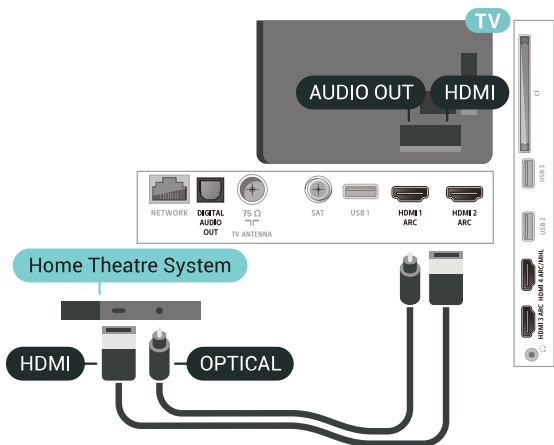 TV
AUDIO OUT
HDMI
CI
USB 3
USB 2
HDMI 4 ARC/MHL
HDMI 3 ARC
NETWORK
DIGITAL
AUDIO
OUT
75 Ω
TV ANTENNA
SAT
USB 1
HDMI 1
ARC
HDMI 2
ARC
Home Theatre System
HDMI
OPTICAL